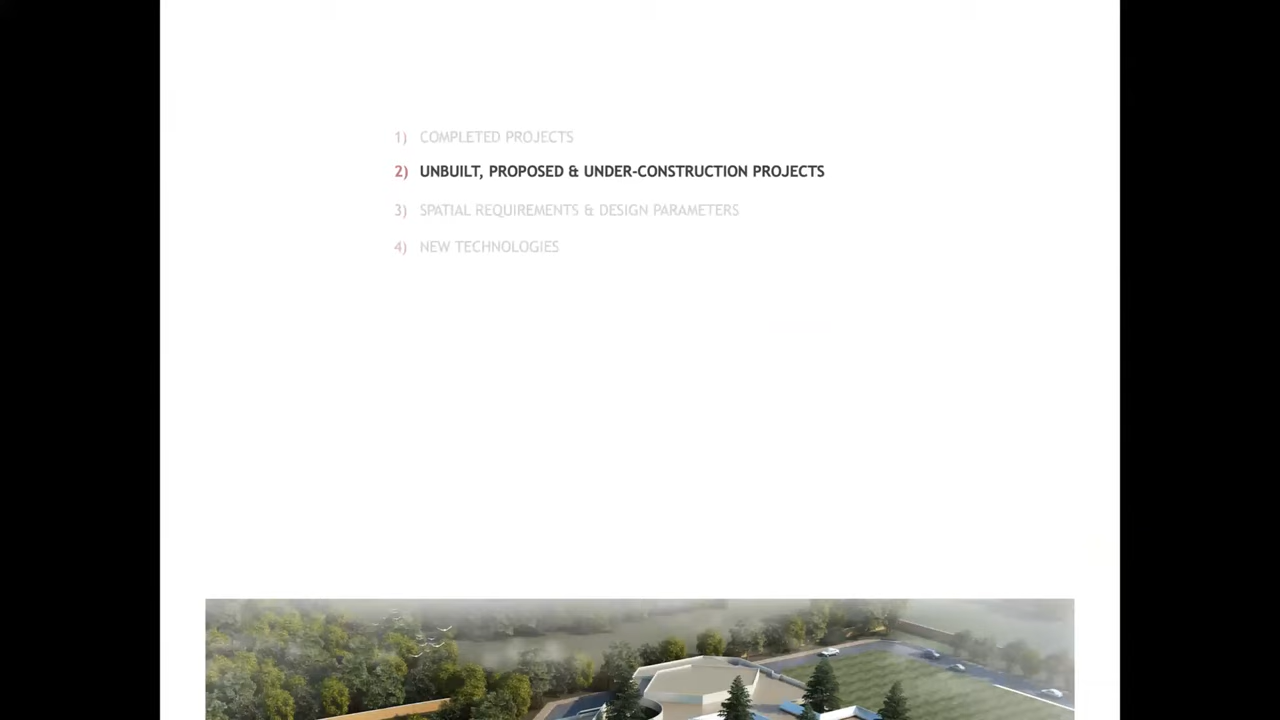 1) COMPLETED PROJECTS
2) UNBUILT, PROPOSED & UNDER-CONSTRUCTION PROJECTS
3) SPATIAL REQUIREMENTS & DESIGN PARAMETERS
4) NEW TECHNOLOGIES